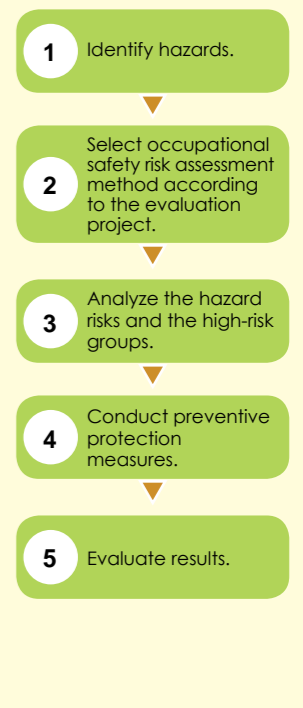 1
Identify hazards.
2
Select occupational
safety risk assessment
method according
to the evaluation
project.
3
Analyze the hazard
risks and the high-risk
groups.
4
Conduct preventive
protection
measures.
5
Evaluate results.